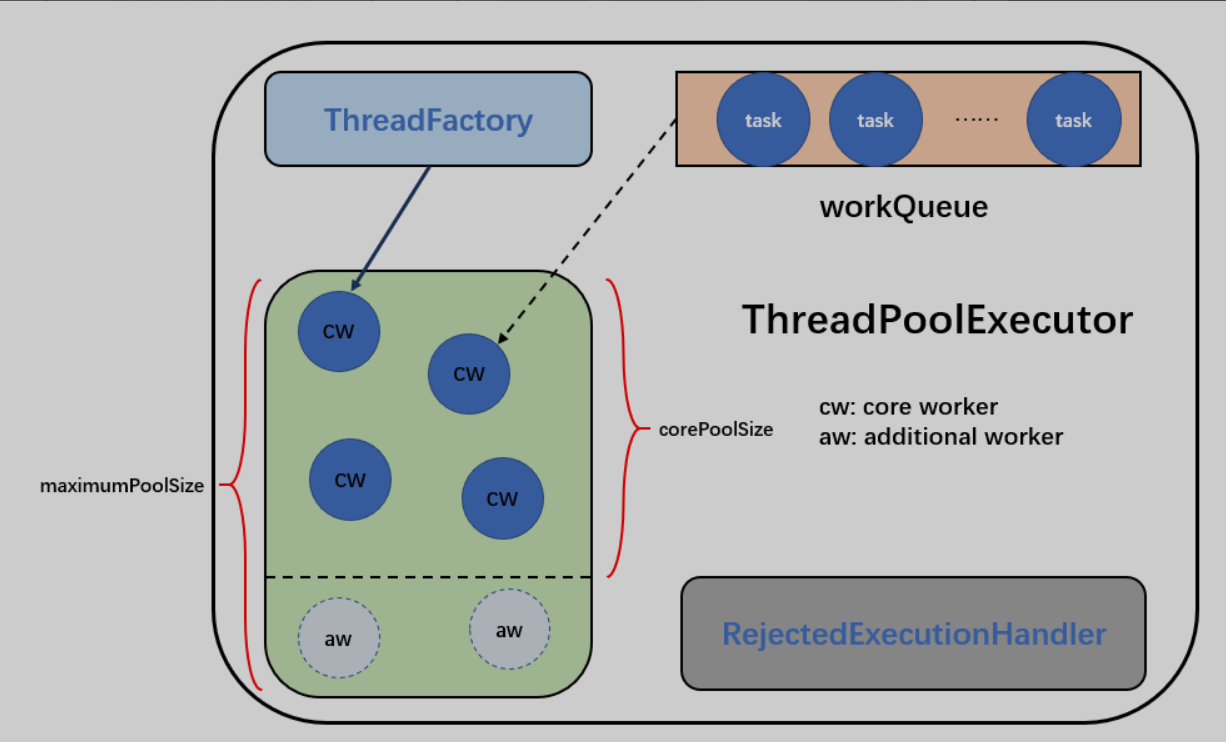 ThreadFactory
task
task
......
task
workQueue
ThreadPoolExecutor
cw
cw
cw: core worker
aw: additional worker
corePoolSize
cw
cw
maximumPoolSize
aw
aw
RejectedExecutionHandler